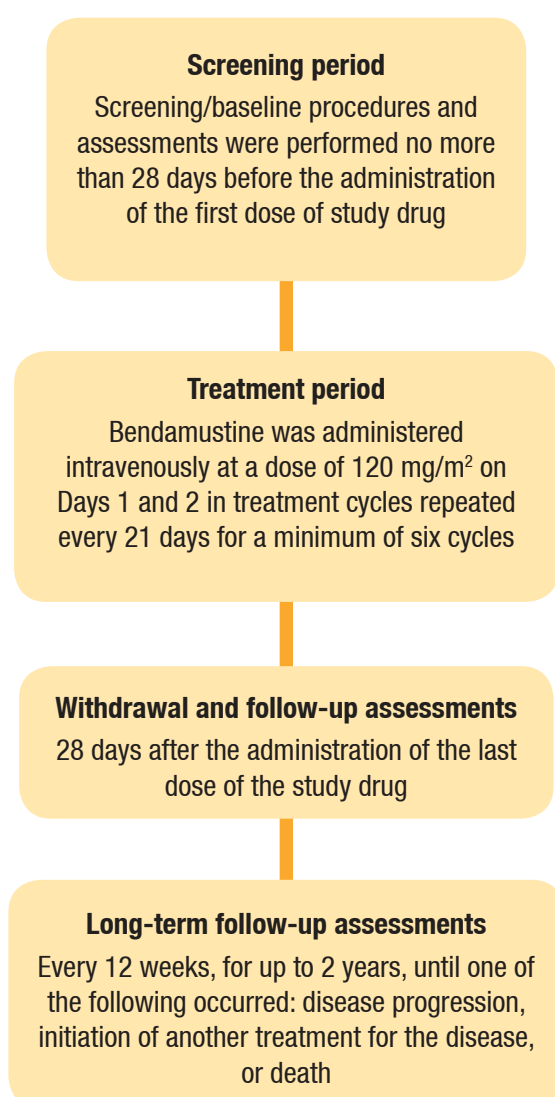 Screening period
Screening/baseline procedures and
assessments were performed no more
than 28 days before the administration
of the first dose of study drug
Treatment period
Bendamustine was administered
intravenously at a dose of 120 mg/m² on
Days 1 and 2 in treatment cycles repeated
every 21 days for a minimum of six cycles
Withdrawal and follow-up assessments
28 days after the administration of the last
dose of the study drug
Long-term follow-up assessments
Every 12 weeks, for up to 2 years, until one of
the following occurred: disease progression,
initiation of another treatment for the disease,
or death